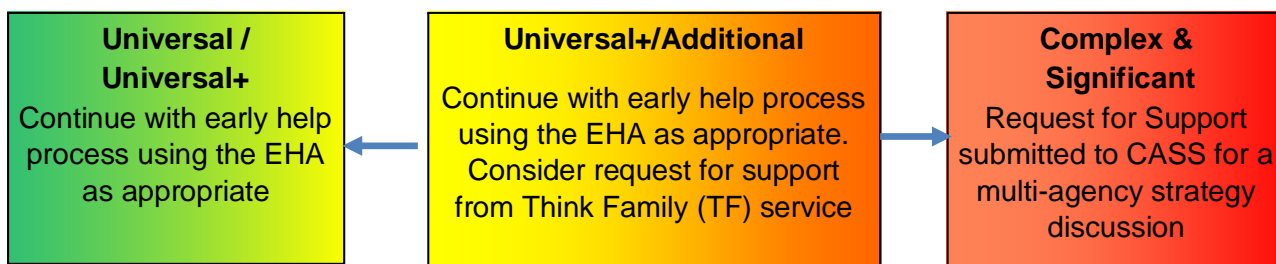 Universal /
Universal+
Continue with early help
process using the EHA
as appropriate
Universal+/Additional
Continue with early help process
using the EHA as appropriate.
Consider request for support
from Think Family (TF) service
Complex &
Significant
Request for Support
submitted to CASS for a
multi-agency strategy
discussion